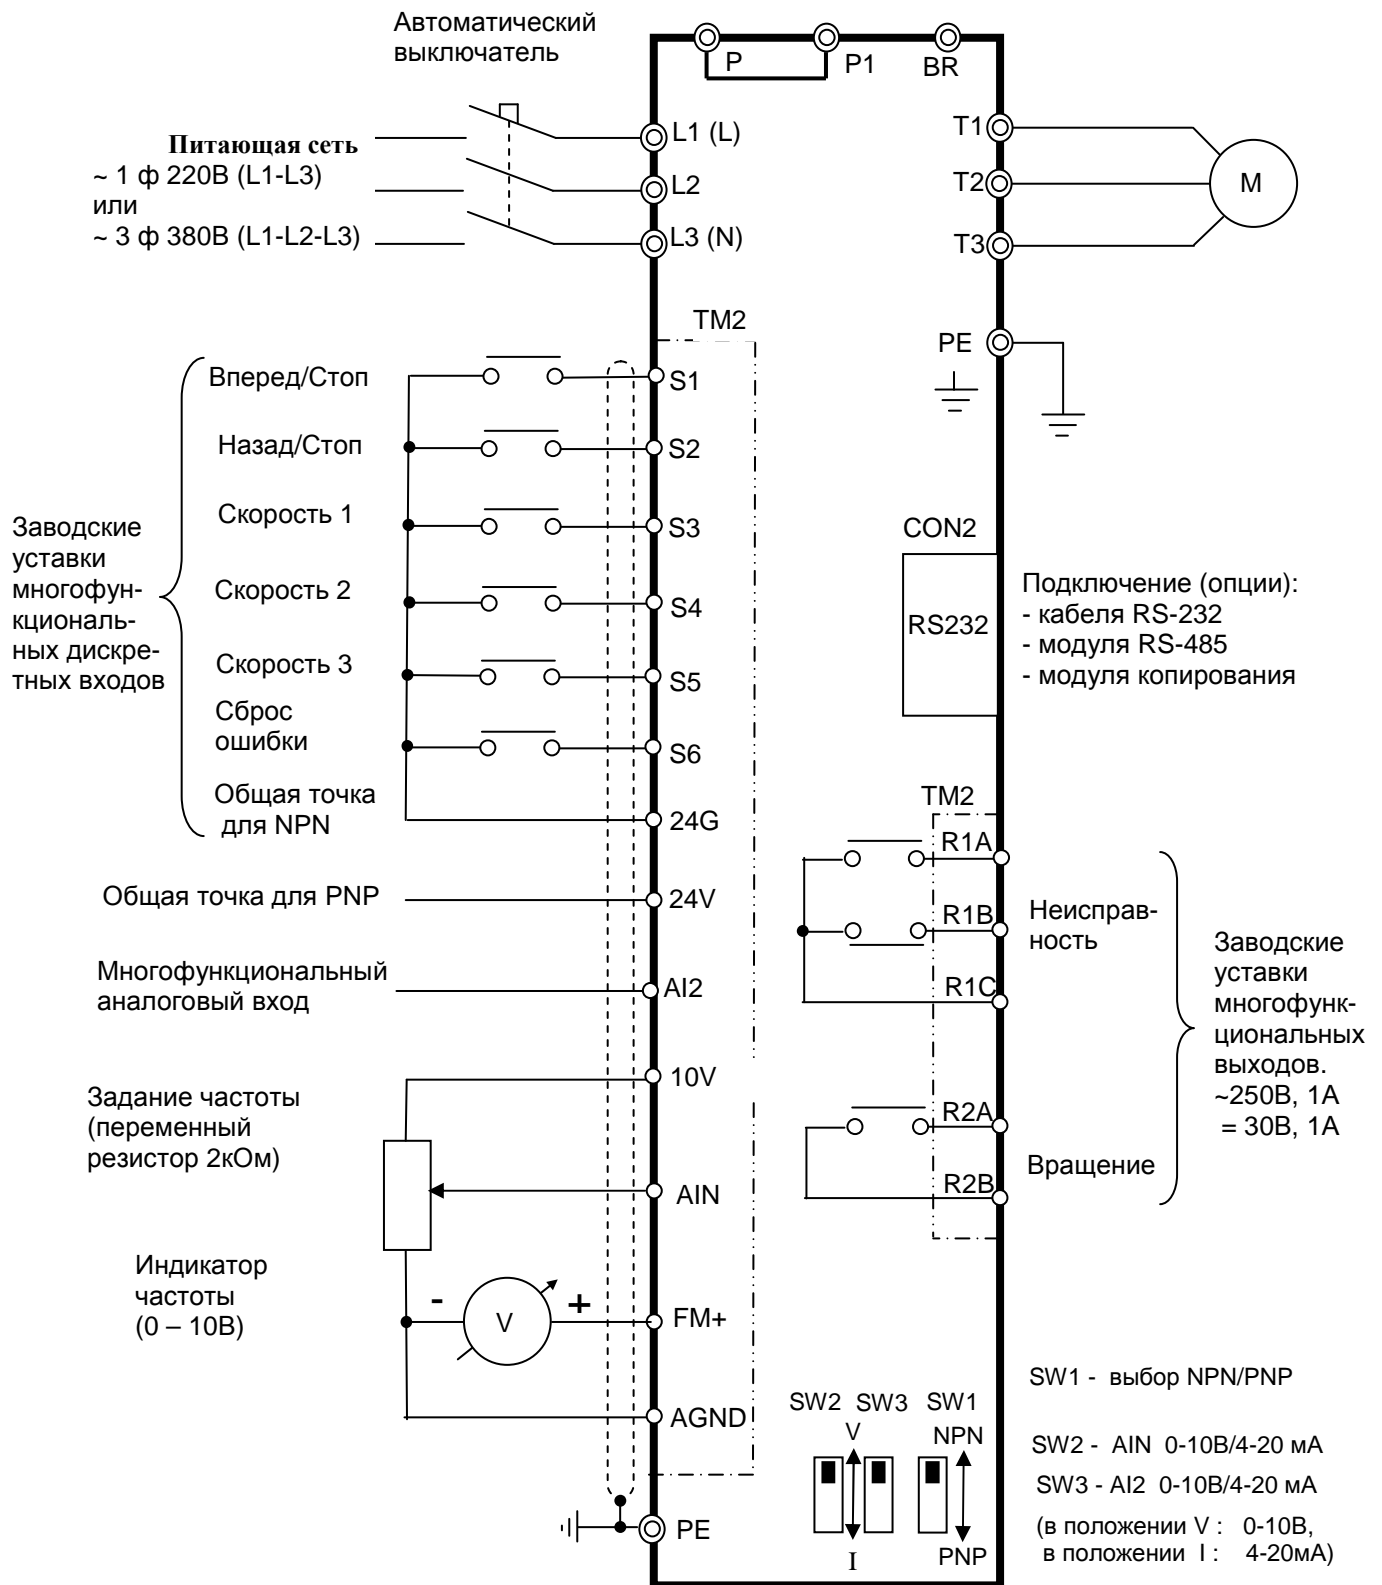 Автоматический
выключатель
P
P1
BR
Питающая сеть
~ 1 ф 220В (L1-L3)
или
~ 3 ф 380В (L1-L2-L3)
L1 (L)
L2
L3 (N)
T1
T2
T3
M
PE
TM2
Заводские
уставки
многофун-
кциональ-
ных дискре-
тных входов
Вперед/Стоп
S1
Назад/Стоп
S2
Скорость 1
S3
Скорость 2
S4
Скорость 3
S5
Сброс
ошибки
S6
Общая точка
для NPN
24G
Общая точка для PNP
24V
Многофункциональный
аналоговый вход
AI2
10V
Задание частоты
(переменный
резистор 2кОм)
AIN
Индикатор
частоты
(0 – 10В)
-
V
+
FM+
AGND
PE
CON2
RS232
Подключение (опции):
- кабеля RS-232
- модуля RS-485
- модуля копирования
TM2
R1A
R1B
R1C
Неисправ-
ность
R2A
R2B
Вращение
Заводские
уставки
многофунк-
циональных
выходов.
~250В, 1А
= 30В, 1А
SW2 SW3 SW1
V
NPN
I
PNP
SW1 - выбор NPN/PNP
SW2 - AIN 0-10В/4-20 мА
SW3 - AI2 0-10В/4-20 мА
(в положении V : 0-10В,
в положении I : 4-20мА)